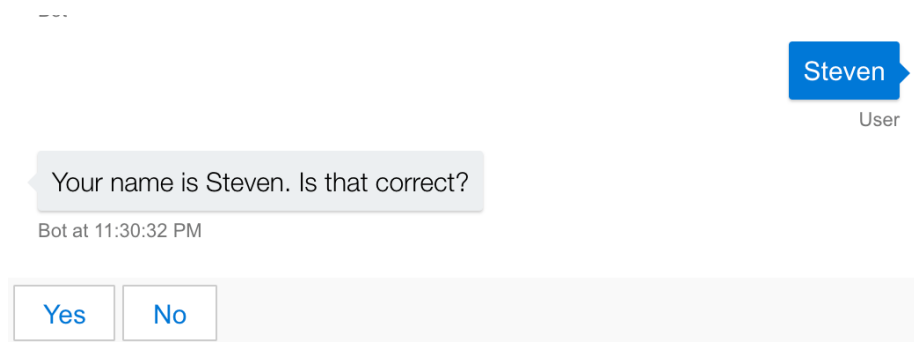 Steven
User
Your name is Steven. Is that correct?
Bot at 11:30:32 PM
Yes No